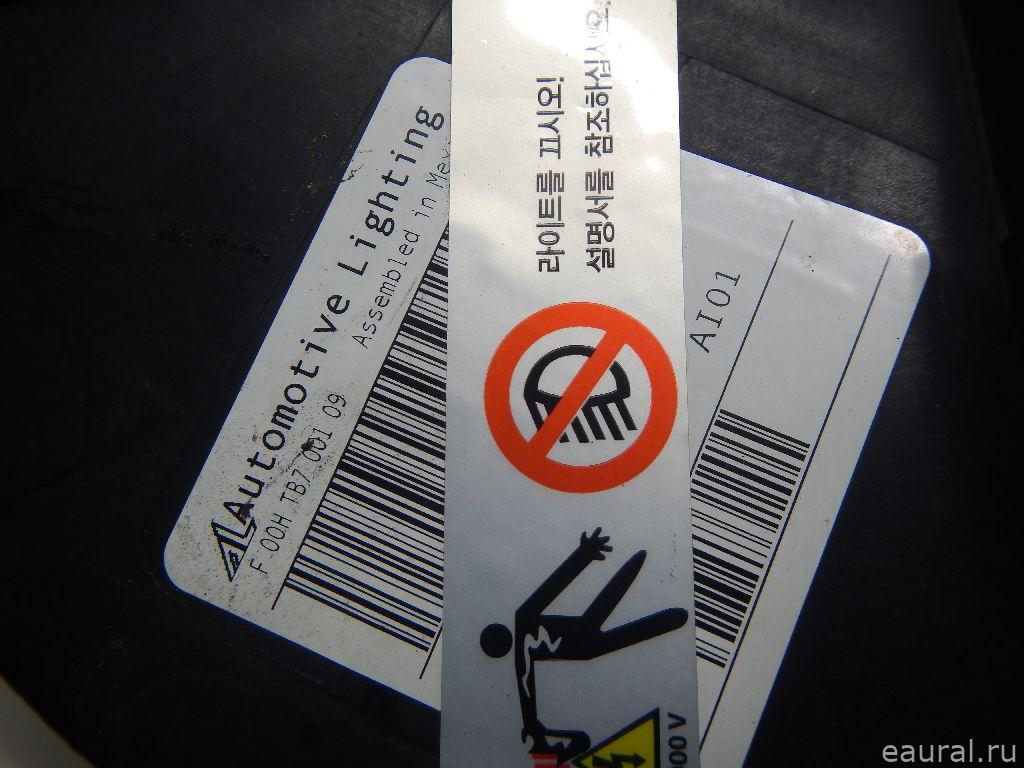 Automotive Lighting
F 00H TB7 001 09
Assembled in Mex
라이트를 끄시오!
설명서를 참조하십시오!
AI01
000 V
eaural.ru